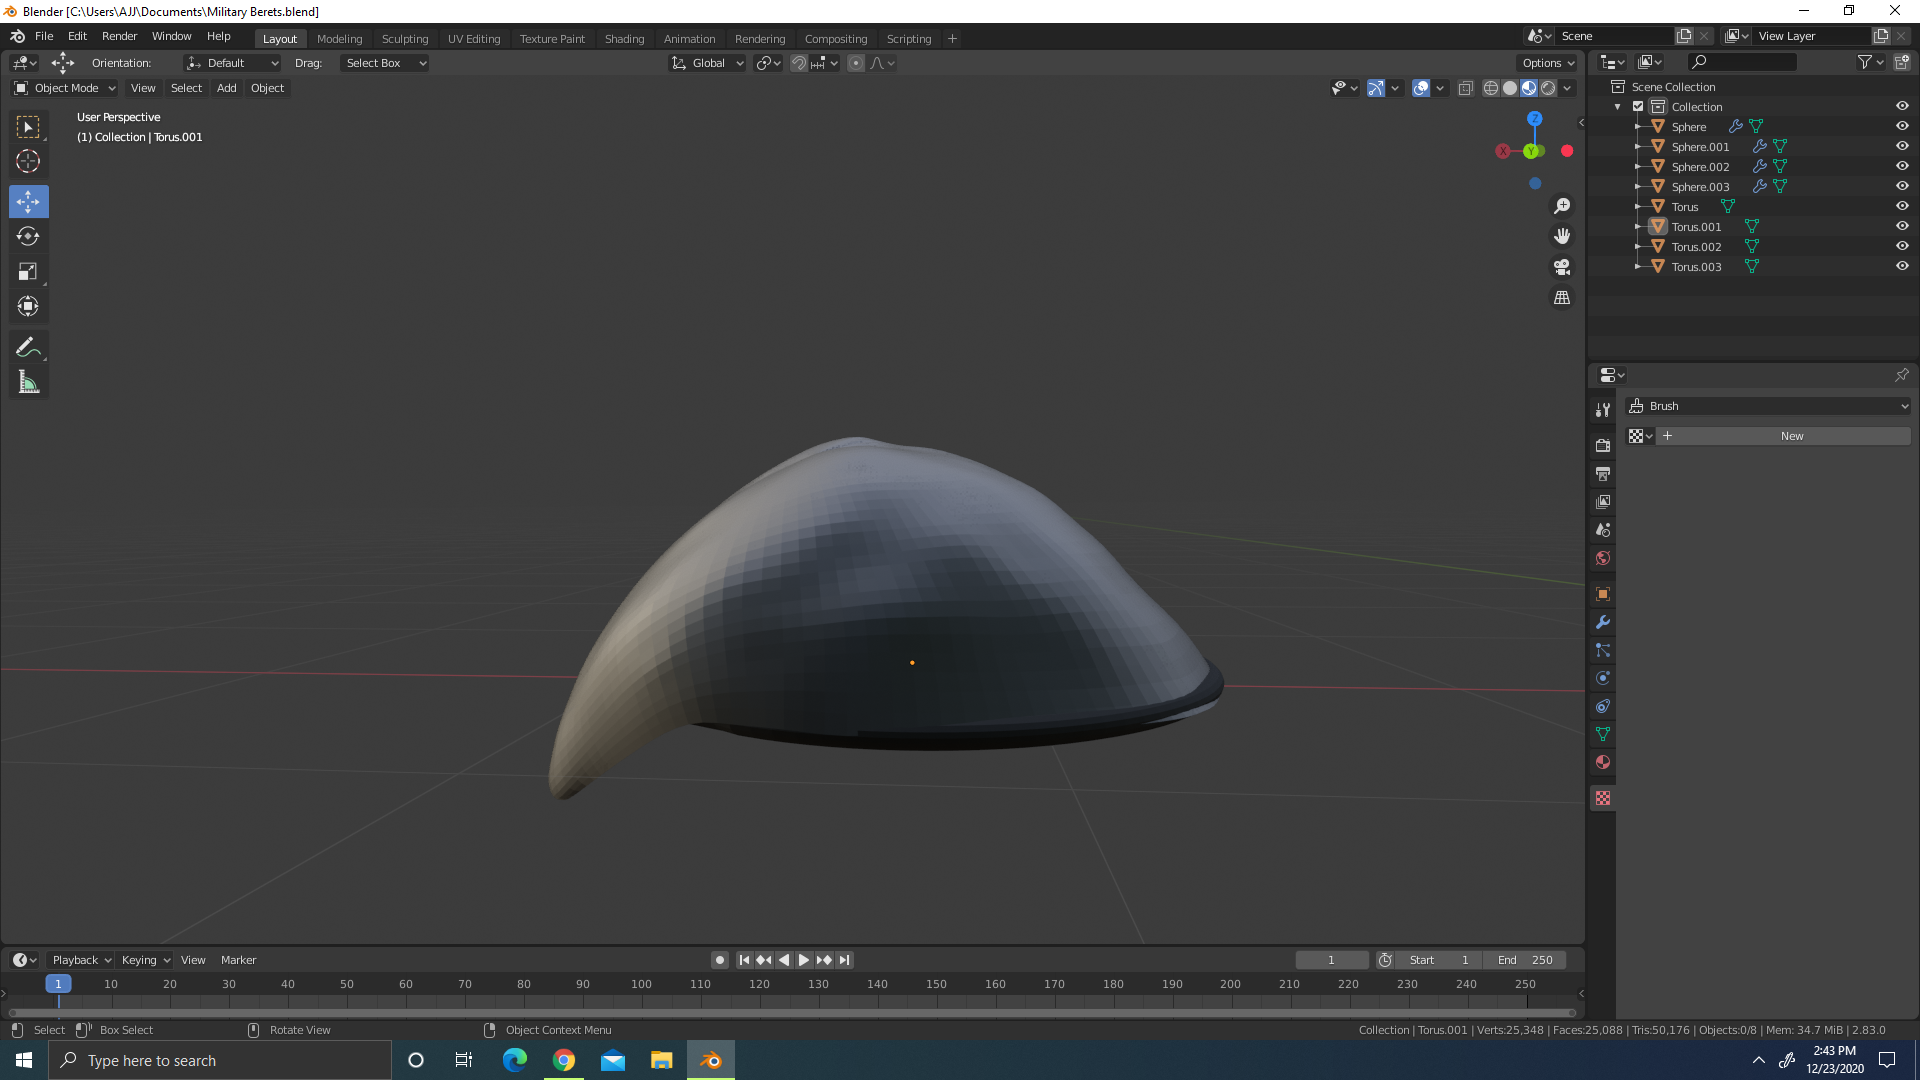 Blender [C:\Users\AJJ\Documents\Military Berets.blend]
File Edit Render Window Help
Layout Modeling Sculpting UV Editing Texture Paint Shading Animation Rendering Compositing Scripting +
Scene
View Layer
Orientation: Default Drag: Select Box
Global
Options
Object Mode View Select Add Object
User Perspective
(1) Collection | Torus.001
Z
X
Y
Scene Collection
Collection
Sphere
Sphere.001
Sphere.002
Sphere.003
Torus
Torus.001
Torus.002
Torus.003
Brush
+ New
Playback Keying View Marker
1
Start 1
End 250
1 10 20 30 40 50 60 70 80 90 100 110 120 130 140 150 160 170 180 190 200 210 220 230 240 250
Select Box Select Rotate View Object Context Menu
Collection | Torus.001 | Verts:25,348 | Faces:25,088 | Tris:50,176 | Objects:0/8 | Mem: 34.7 MiB | 2.83.0
Type here to search
2:43 PM
12/23/2020